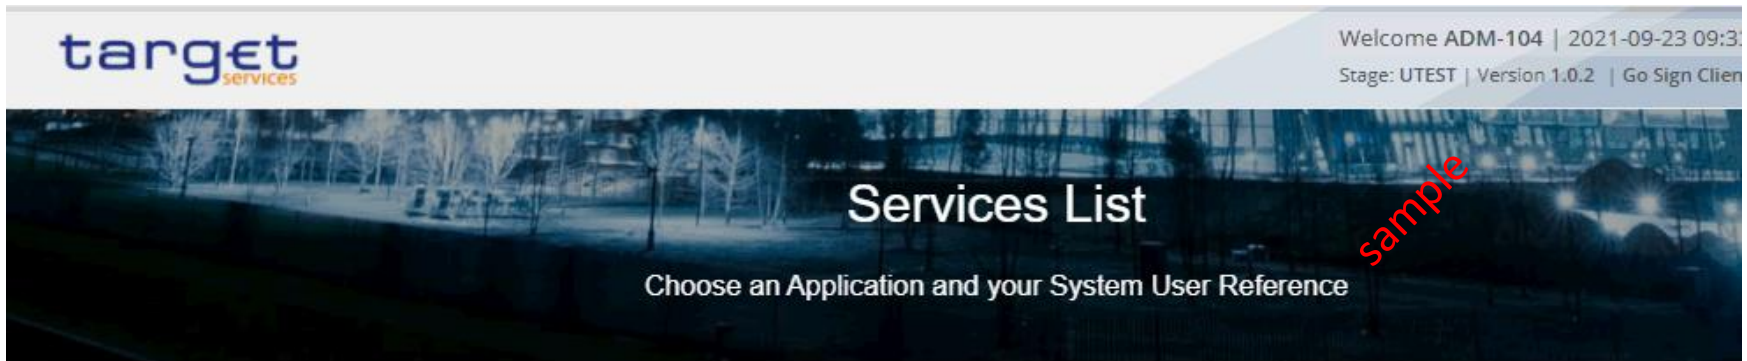 target
services
Welcome ADM-104 | 2021-09-23 09:3
Stage: UTEST | Version 1.0.2 | Go Sign Clien
Services List
sample
Choose an Application and your System User Reference